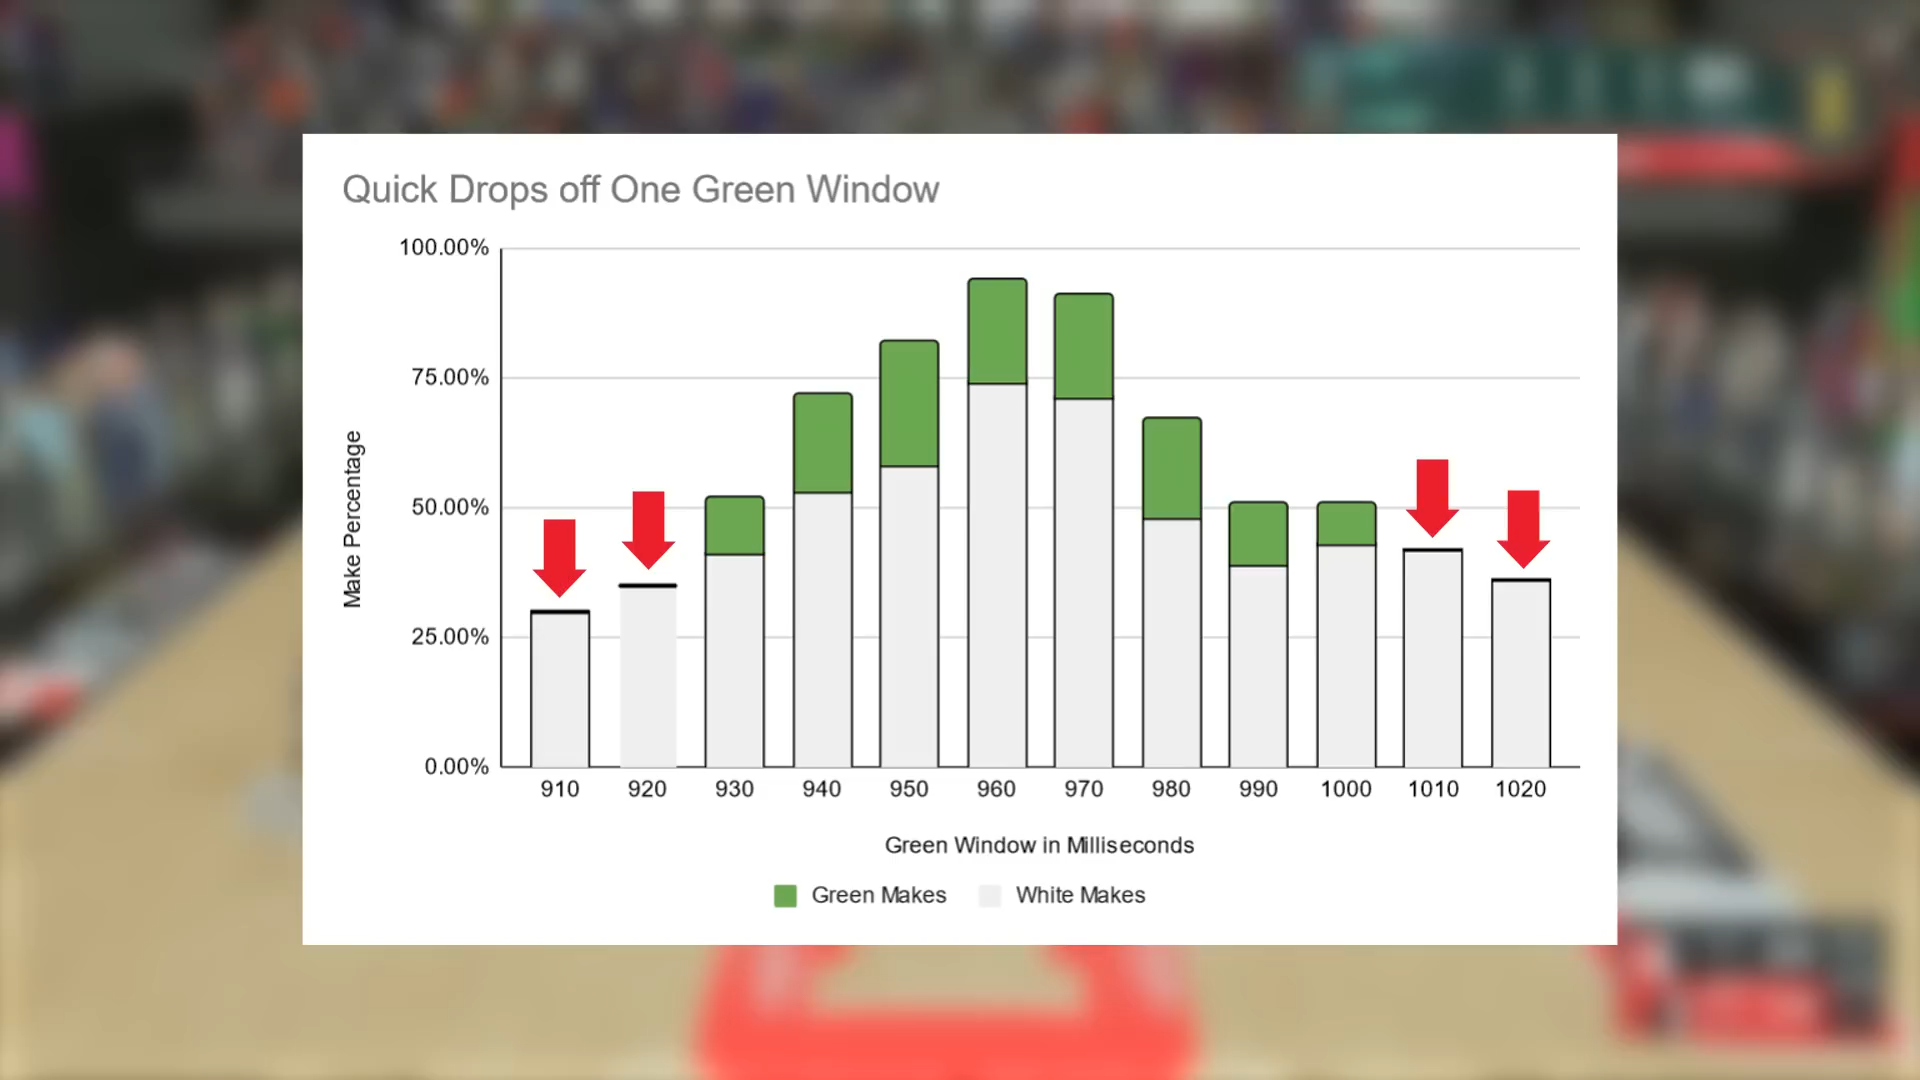 Quick Drops off One Green Window
100.00%
75.00%
50.00%
25.00%
0.00%
Make Percentage
910 920 930 940 950 960 970 980 990 1000 1010 1020
Green Window in Milliseconds
Green Makes White Makes